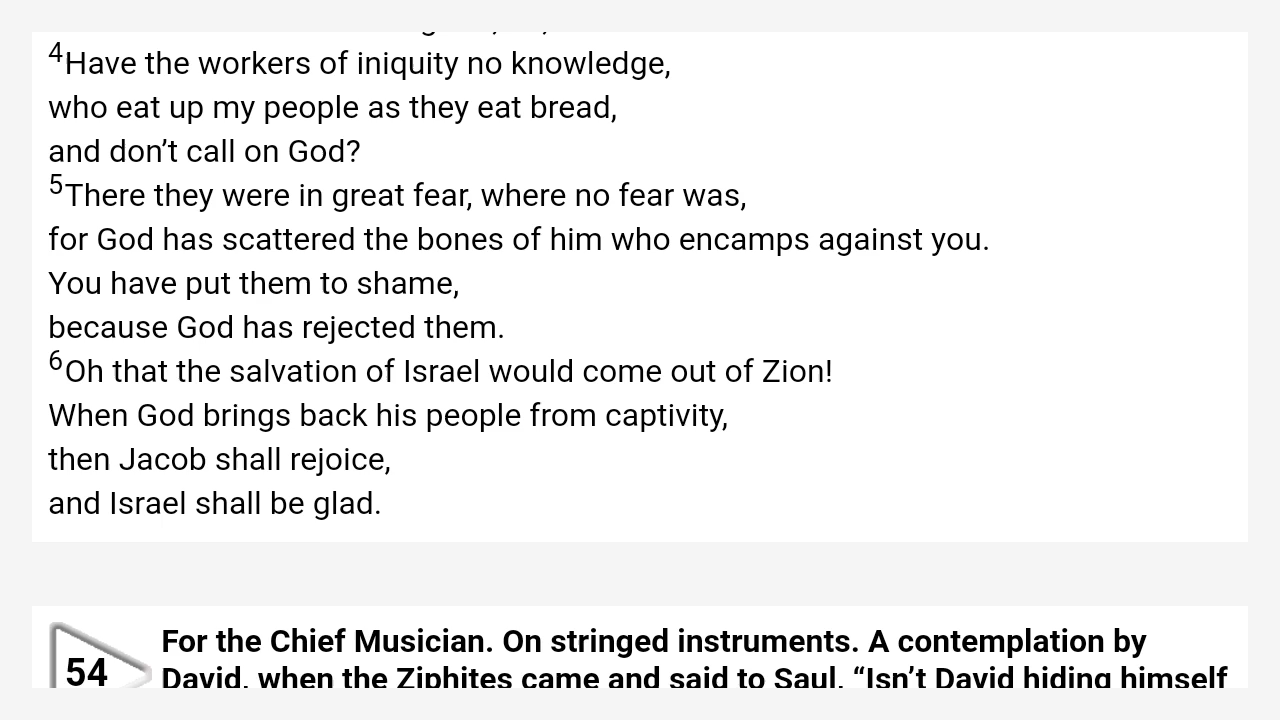 4Have the workers of iniquity no knowledge,
who eat up my people as they eat bread,
and don’t call on God?
5There they were in great fear, where no fear was,
for God has scattered the bones of him who encamps against you.
You have put them to shame,
because God has rejected them.
6Oh that the salvation of Israel would come out of Zion!
When God brings back his people from captivity,
then Jacob shall rejoice,
and Israel shall be glad.
54
For the Chief Musician. On stringed instruments. A contemplation by
David, when the Ziphites came and said to Saul, “Isn’t David hiding himself